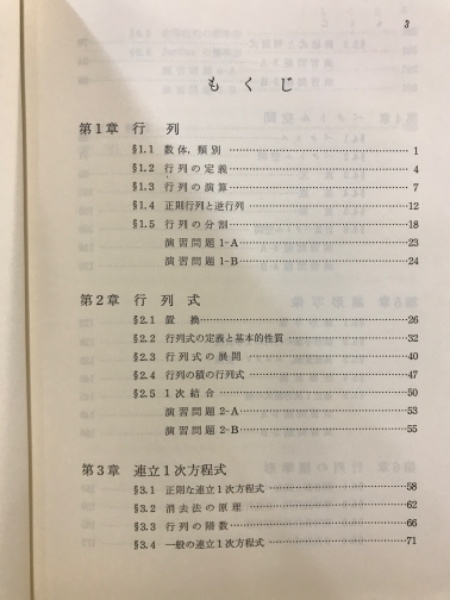 3
もくじ
第1章 行列
§1.1 数体，類別 1
§1.2 行列の定義 4
§1.3 行列の演算 7
§1.4 正則行列と逆行列 12
§1.5 行列の分割 18
演習問題1-A 23
演習問題1-B 24
第2章 行列式
§2.1 置換 26
§2.2 行列式の定義と基本的性質 32
§2.3 行列式の展開 40
§2.4 行列の積の行列式 47
§2.5 1次結合 50
演習問題2-A 53
演習問題2-B 55
第3章 連立1次方程式
§3.1 正則な連立1次方程式 58
§3.2 消去法の原理 62
§3.3 行列の階数 66
§3.4 一般の連立1次方程式 71